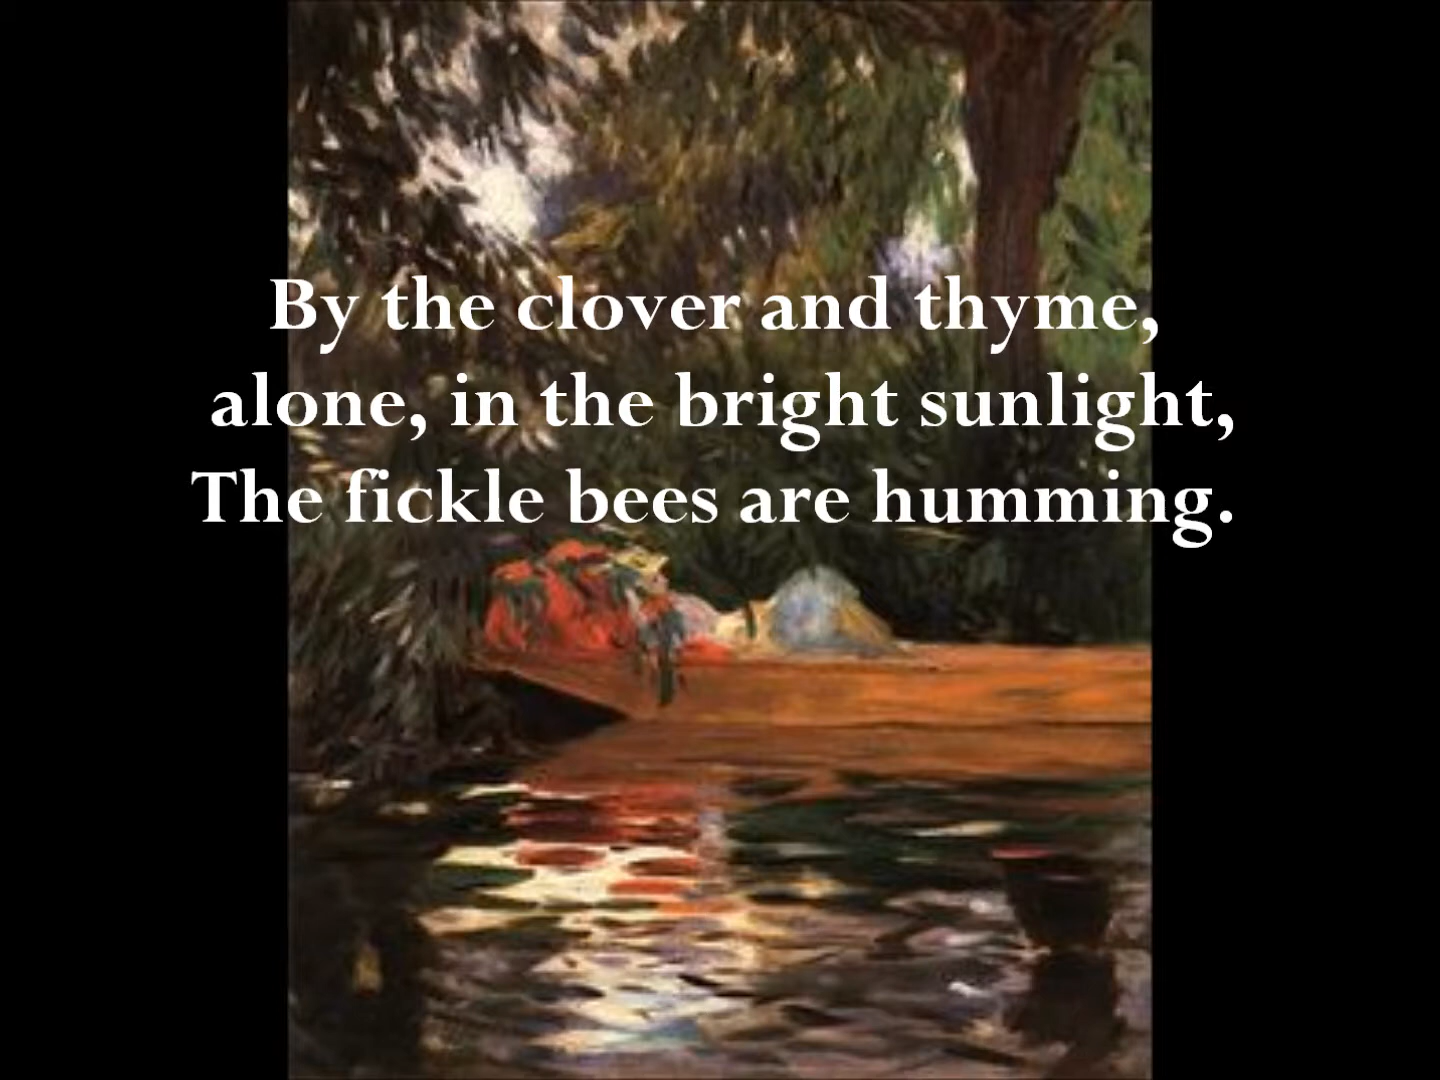 By the clover and thyme,
alone, in the bright sunlight,
The fickle bees are humming.